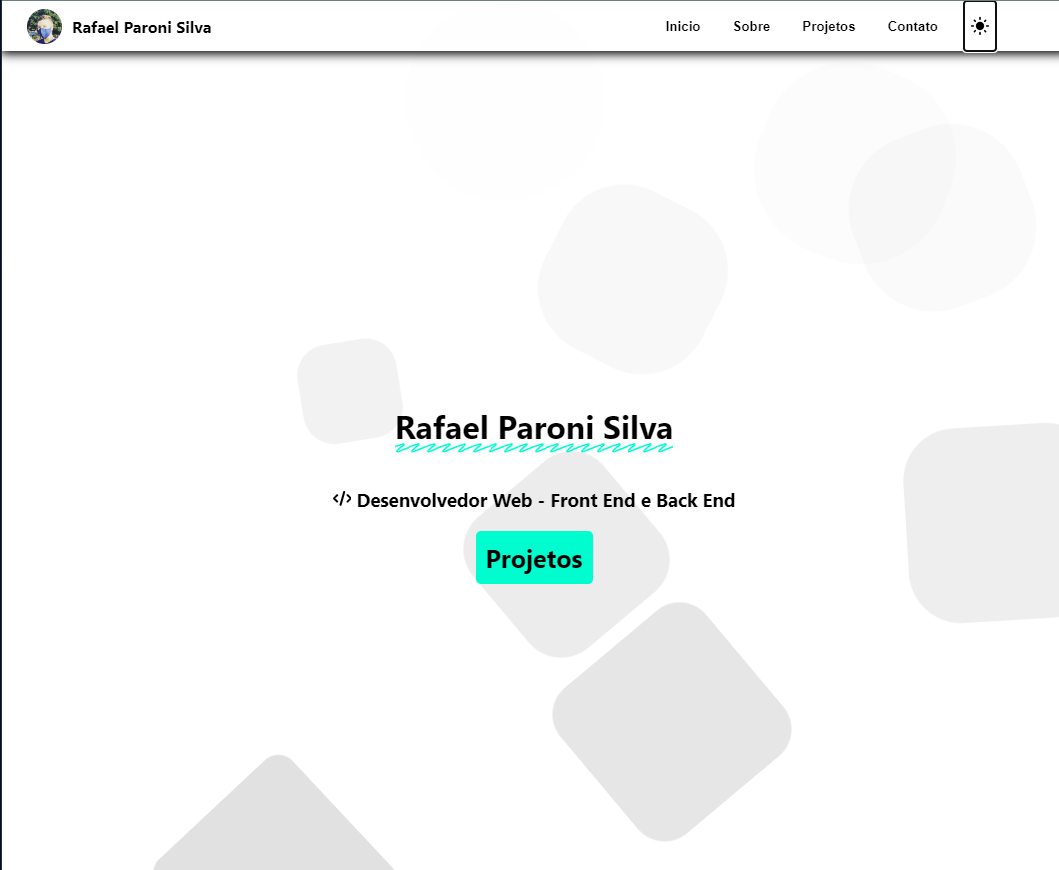 Rafael Paroni Silva
Inicio Sobre Projetos Contato
Rafael Paroni Silva
</> Desenvolvedor Web - Front End e Back End
Projetos